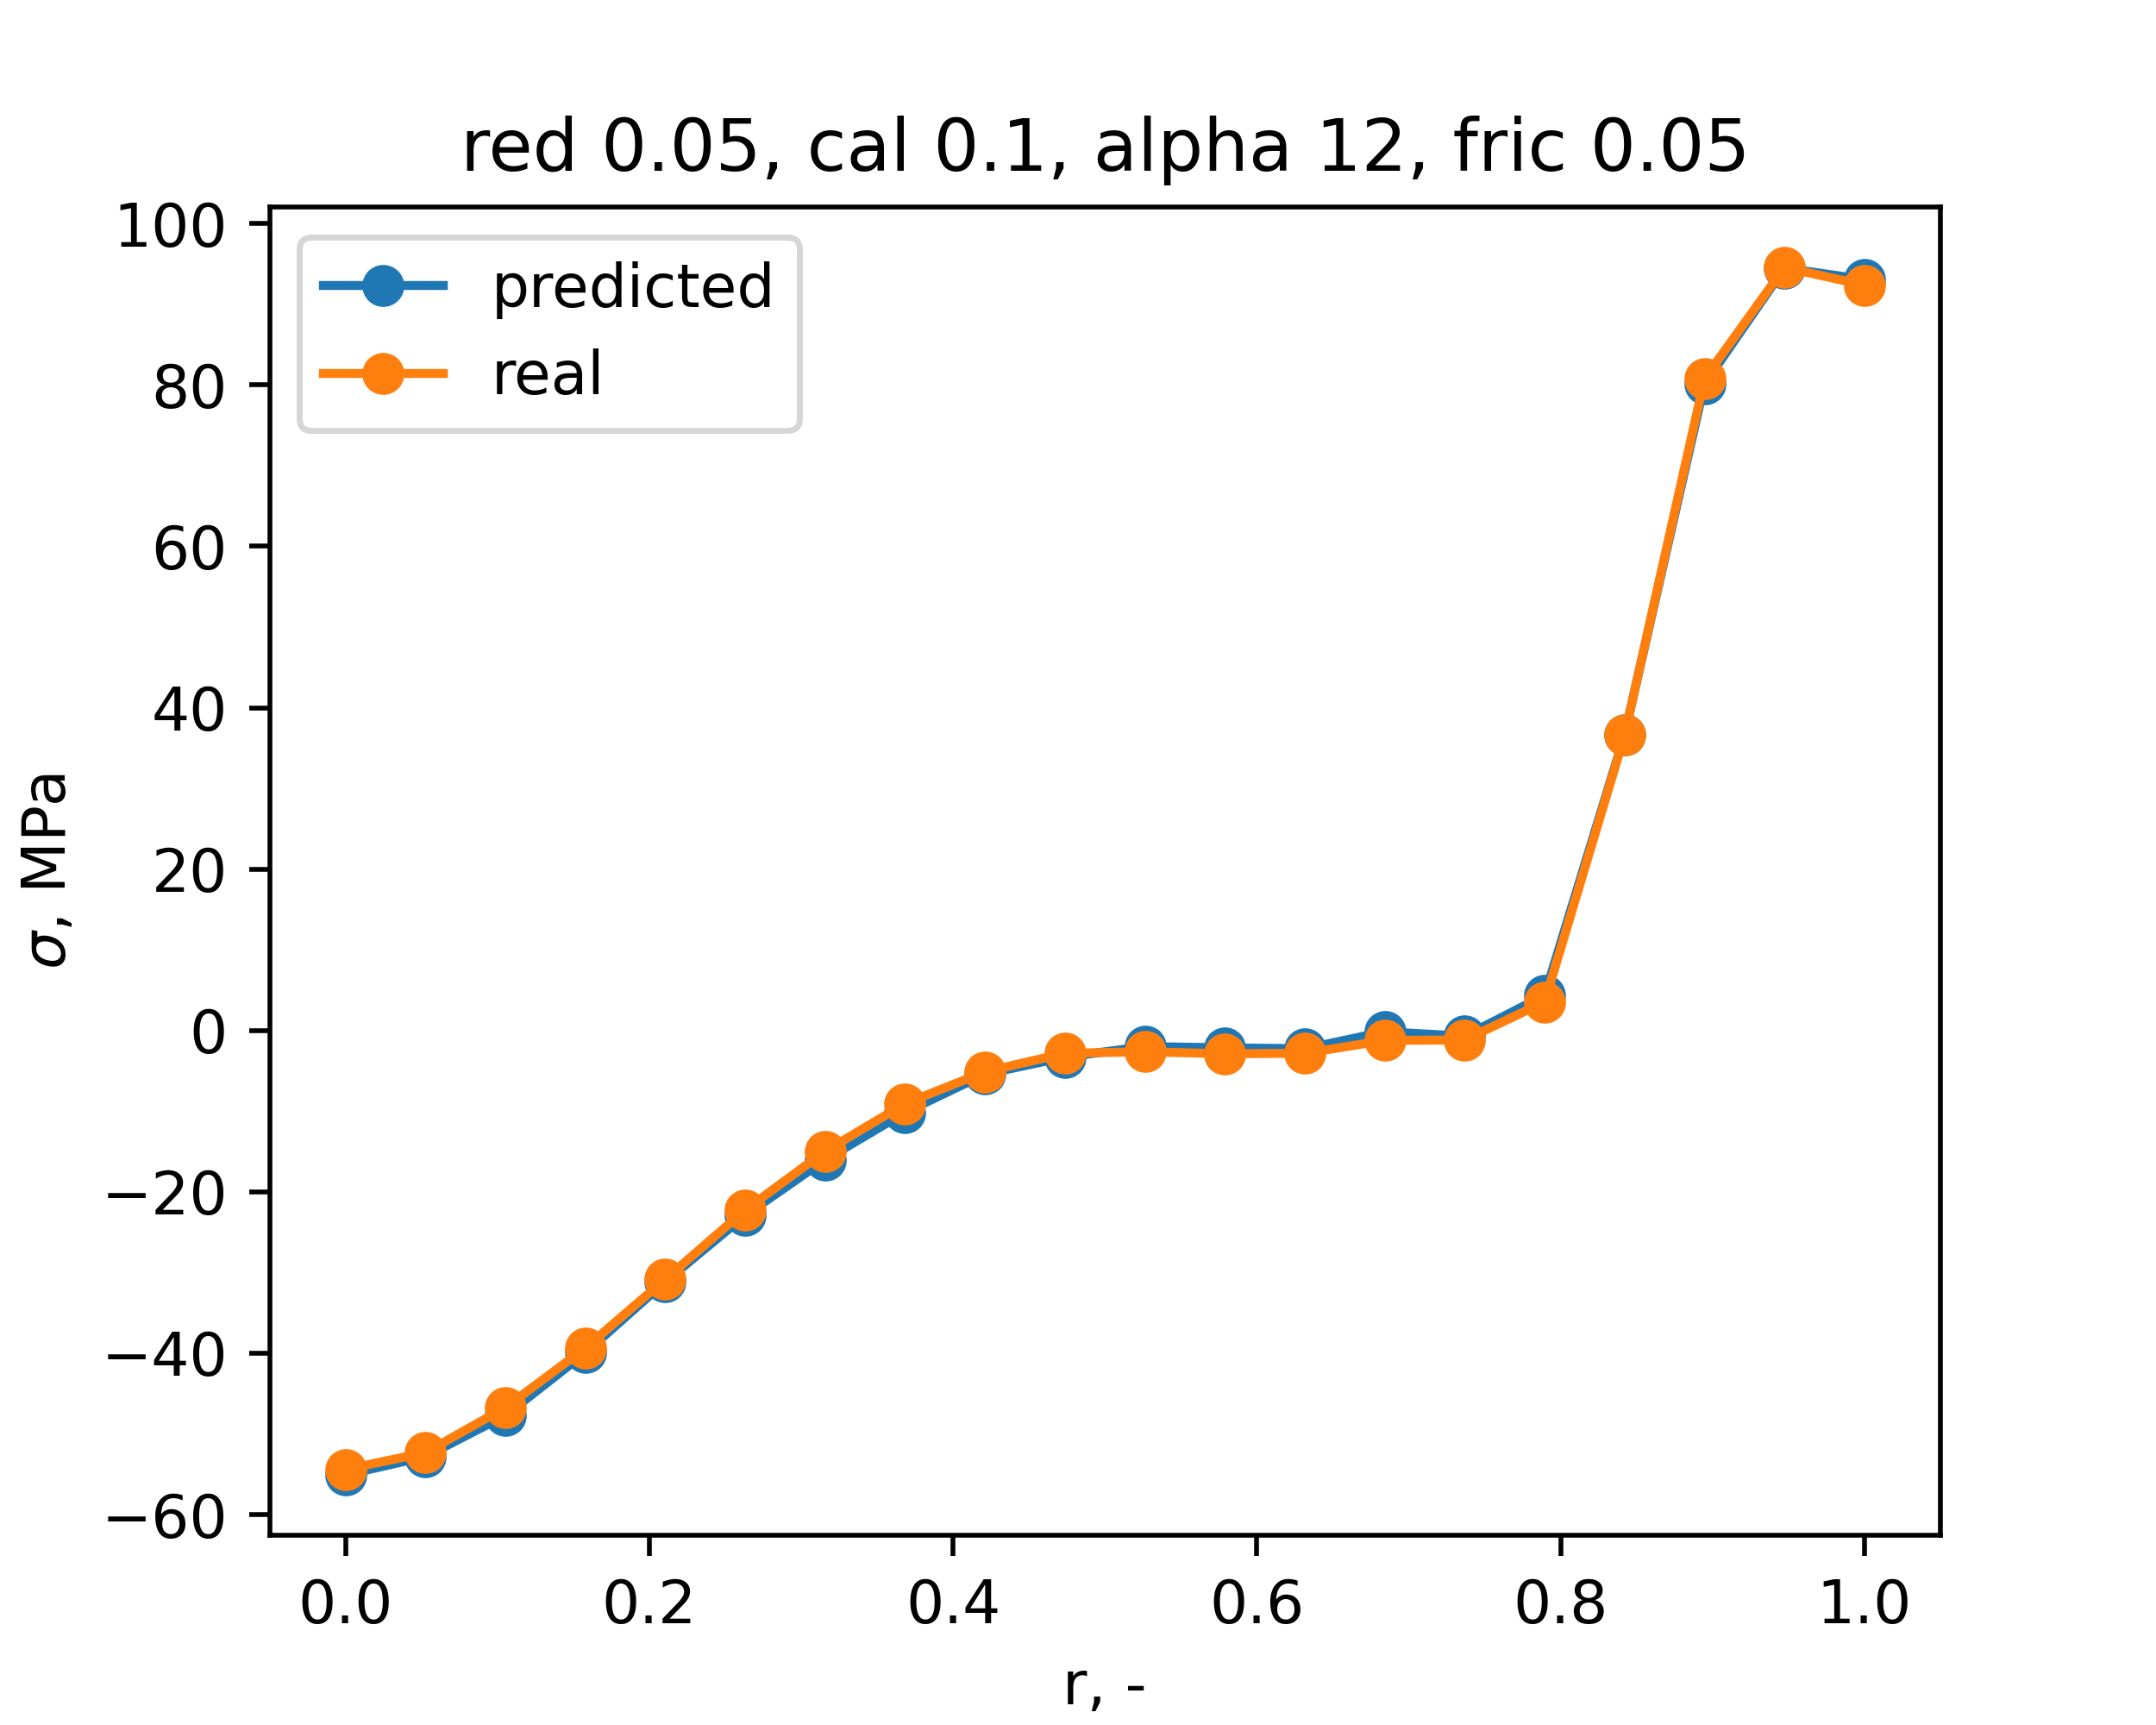 red 0.05, cal 0.1, alpha 12, fric 0.05
predicted
real
100
80
60
40
20
0
−20
−40
−60
σ, MPa
0.0 0.2 0.4 0.6 0.8 1.0
r, -